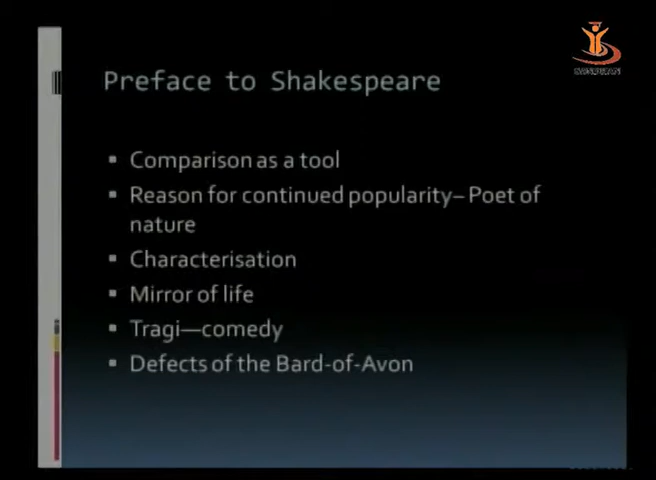 Preface to Shakespeare
Comparison as a tool
Reason for continued popularity– Poet of
nature
Characterisation
Mirror of life
Tragi—comedy
Defects of the Bard-of-Avon